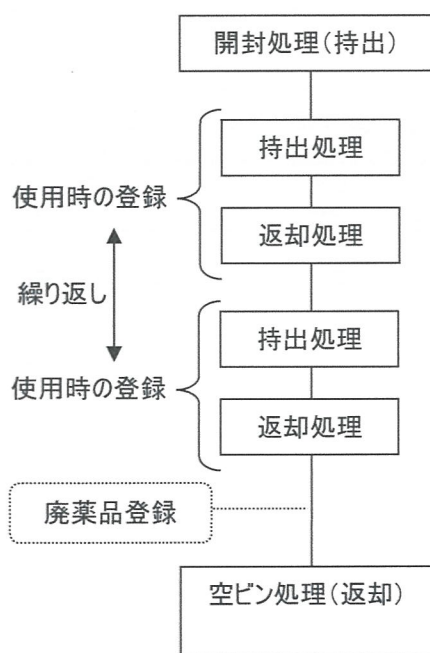 開封処理(持出)
持出処理
使用時の登録
返却処理
繰り返し
持出処理
使用時の登録
返却処理
廃薬品登録
空ビン処理(返却)